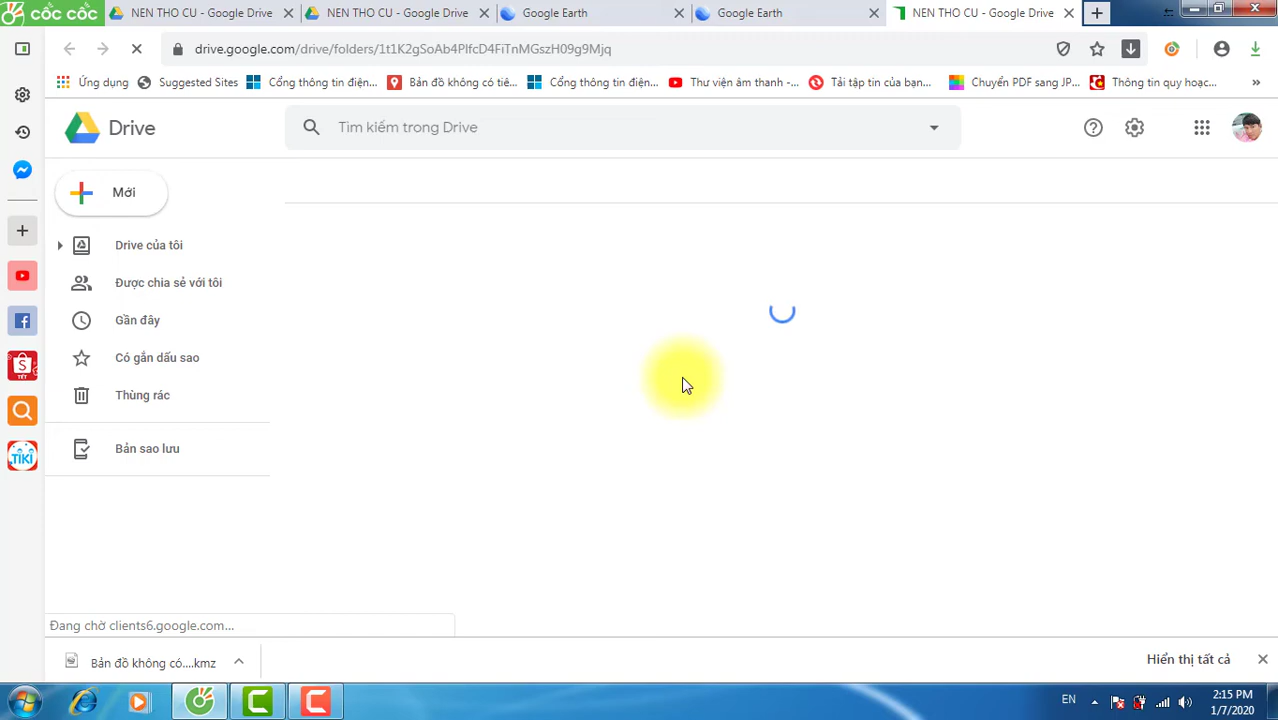 cốc cốc
NEN THO CU - Google Drive
NEN THO CU - Google Drive
Google Earth
Google Earth
NEN THO CU - Google Drive
drive.google.com/drive/folders/1t1K2gSoAb4PlfcD4FiTnMGszH09g9Mjq
Ứng dụng
Suggested Sites
Cổng thông tin điện...
Bản đồ không có tiê...
Cổng thông tin điện...
Thư viện âm thanh -...
Tải tập tin của bạn...
Chuyển PDF sang JP...
Thông tin quy hoạc...
»
Drive
Tìm kiếm trong Drive
Mới
Drive của tôi
Được chia sẻ với tôi
Gần đây
Có gắn dấu sao
Thùng rác
Bản sao lưu
S
TẾT
TIKI
Đang chờ clients6.google.com...
Bản đồ không có....kmz
Hiển thị tất cả
EN
2:15 PM
1/7/2020